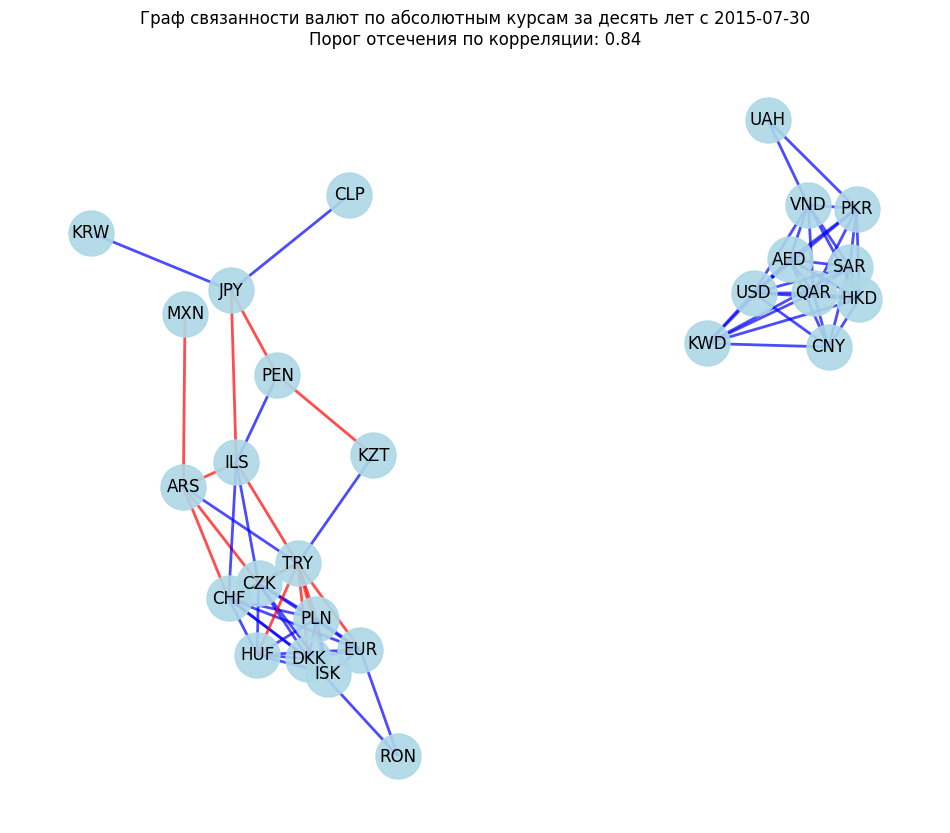 Граф связанности валют по абсолютным курсам за десять лет с 2015-07-30
Порог отсечения по корреляции: 0.84
UAH
CLP
VND
PKR
KRW
AED
SAR
JPY
USD
QAR
HKD
MXN
KWD
CNY
PEN
KZT
ILS
ARS
TRY
CZK
CHF
PLN
EUR
HUF
DKK
ISK
RON